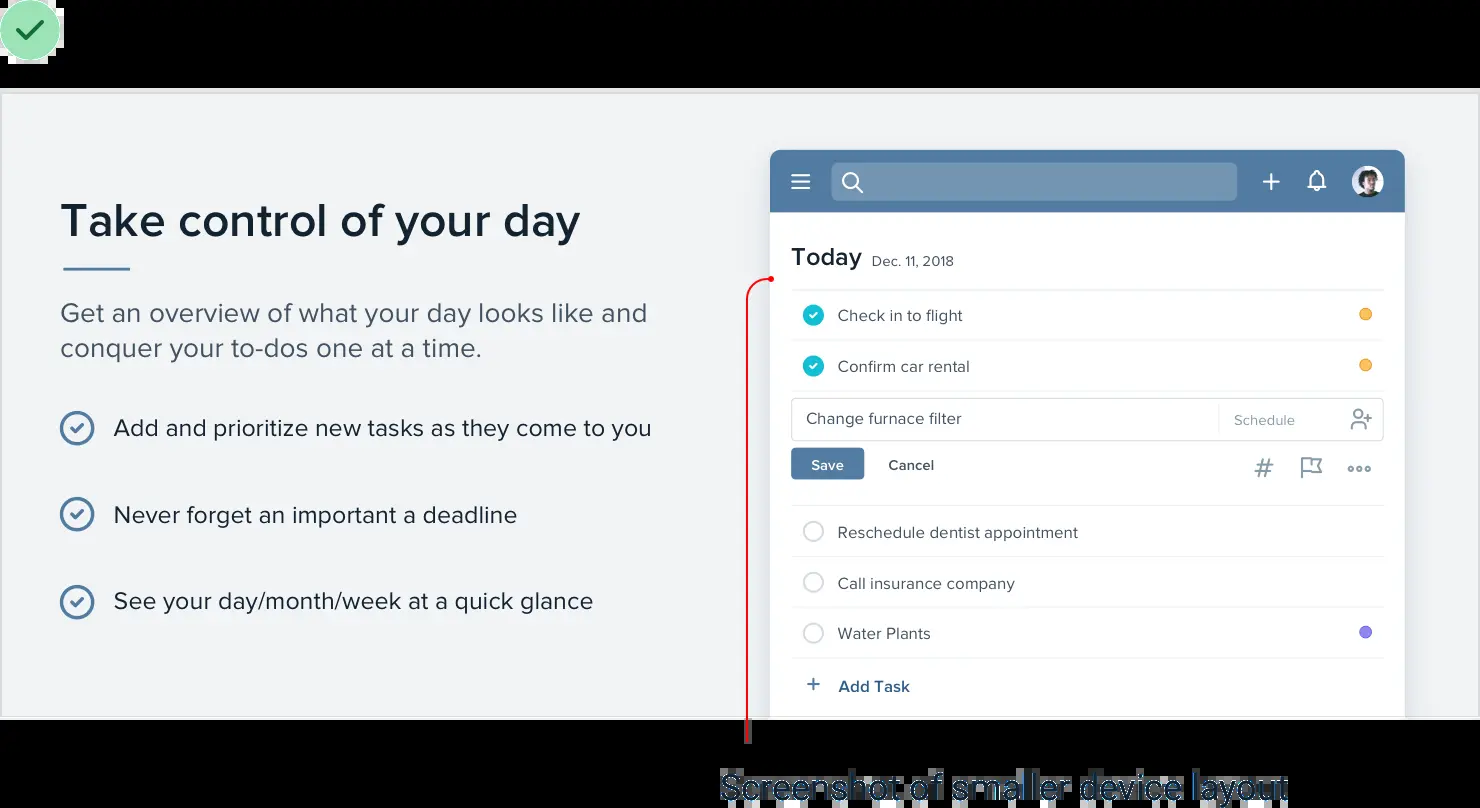 Take control of your day
Get an overview of what your day looks like and
conquer your to-dos one at a time.
Add and prioritize new tasks as they come to you
Never forget an important a deadline
See your day/month/week at a quick glance
Today Dec. 11, 2018
Check in to flight
Confirm car rental
Change furnace filter Schedule
Save Cancel
Reschedule dentist appointment
Call insurance company
Water Plants
+ Add Task
Screenshot of smaller device layout